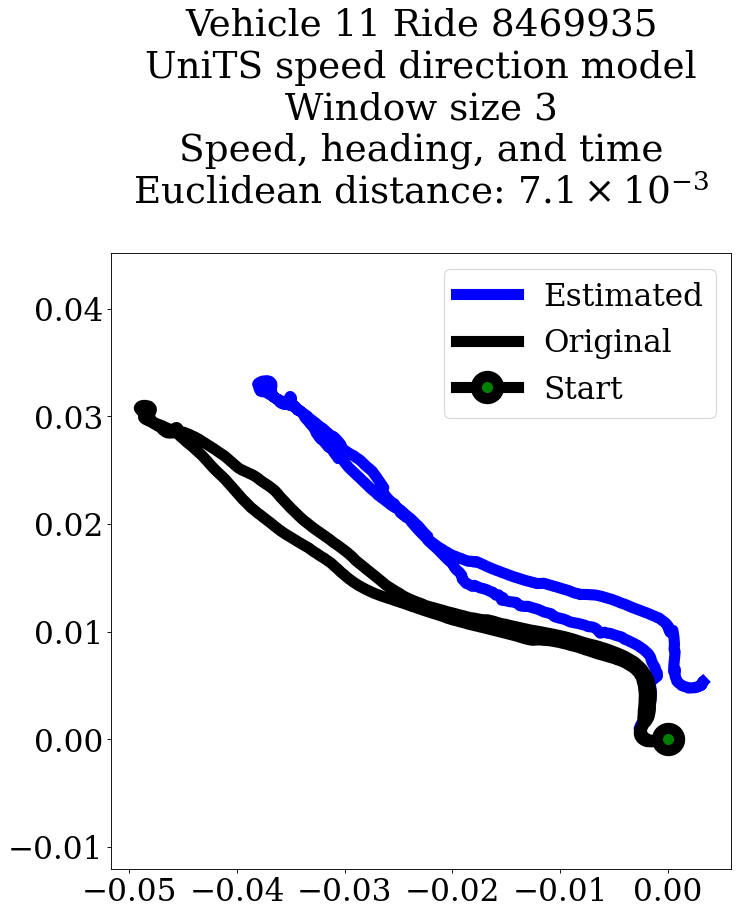 Vehicle 11 Ride 8469935
UniTS speed direction model
Window size 3
Speed, heading, and time
Euclidean distance: 7.1 × 10⁻³
Estimated
Original
Start
0.04
0.03
0.02
0.01
0.00
−0.01
−0.05 −0.04 −0.03 −0.02 −0.01 0.00